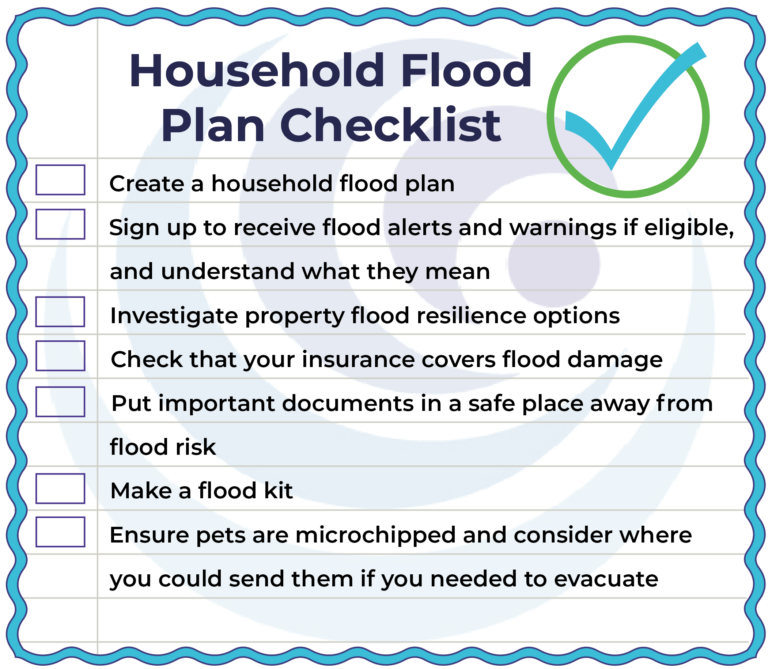 Household Flood
Plan Checklist
Create a household flood plan
Sign up to receive flood alerts and warnings if eligible,
and understand what they mean
Investigate property flood resilience options
Check that your insurance covers flood damage
Put important documents in a safe place away from
flood risk
Make a flood kit
Ensure pets are microchipped and consider where
you could send them if you needed to evacuate